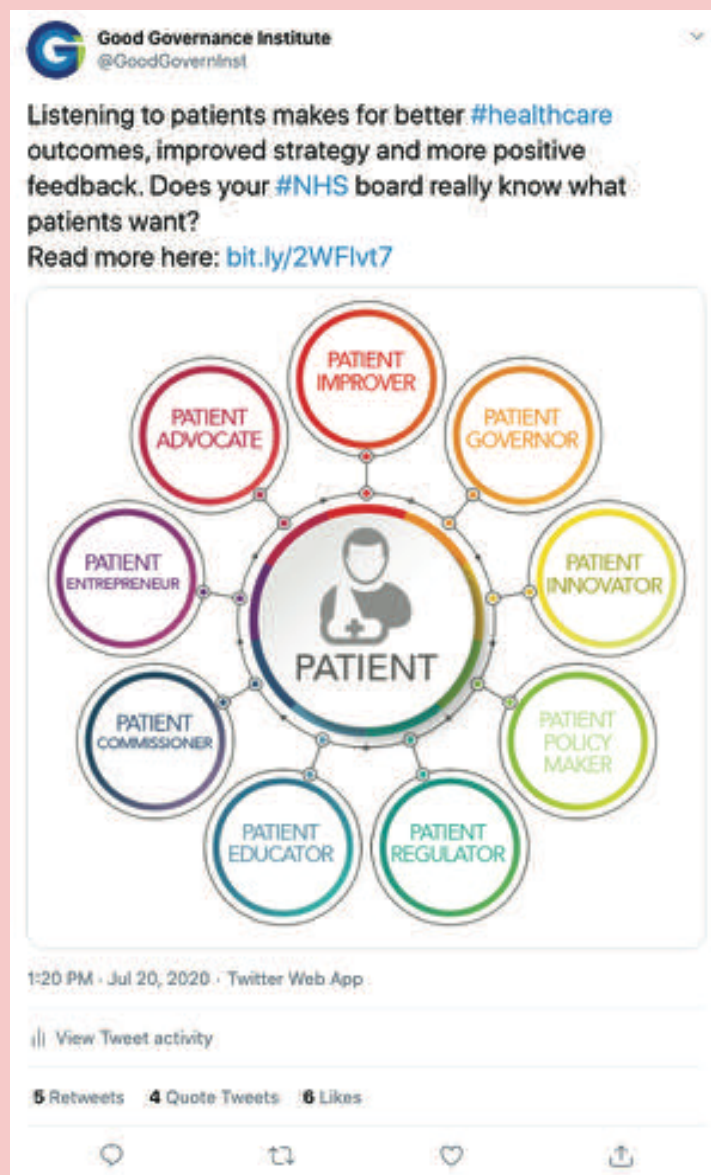 Good Governance Institute
@GoodGovernInst
Listening to patients makes for better #healthcare
outcomes, improved strategy and more positive
feedback. Does your #NHS board really know what
patients want?
Read more here: bit.ly/2WFlvt7
PATIENT
IMPROVER
PATIENT
ADVOCATE
PATIENT
GOVERNOR
PATIENT
ENTREPRENEUR
PATIENT
INNOVATOR
PATIENT
PATIENT
COMMISSIONER
PATIENT
POLICY
MAKER
PATIENT
EDUCATOR
PATIENT
REGULATOR
1:20 PM · Jul 20, 2020 · Twitter Web App
View Tweet activity
5 Retweets 4 Quote Tweets 6 Likes